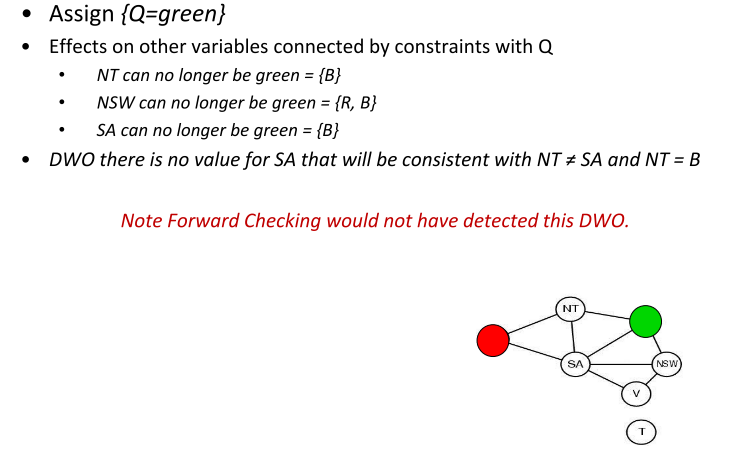 • Assign {Q=green}
• Effects on other variables connected by constraints with Q
• NT can no longer be green = {B}
• NSW can no longer be green = {R, B}
• SA can no longer be green = {B}
• DWO there is no value for SA that will be consistent with NT ≠ SA and NT = B
Note Forward Checking would not have detected this DWO.
NT
SA
NSW
V
T